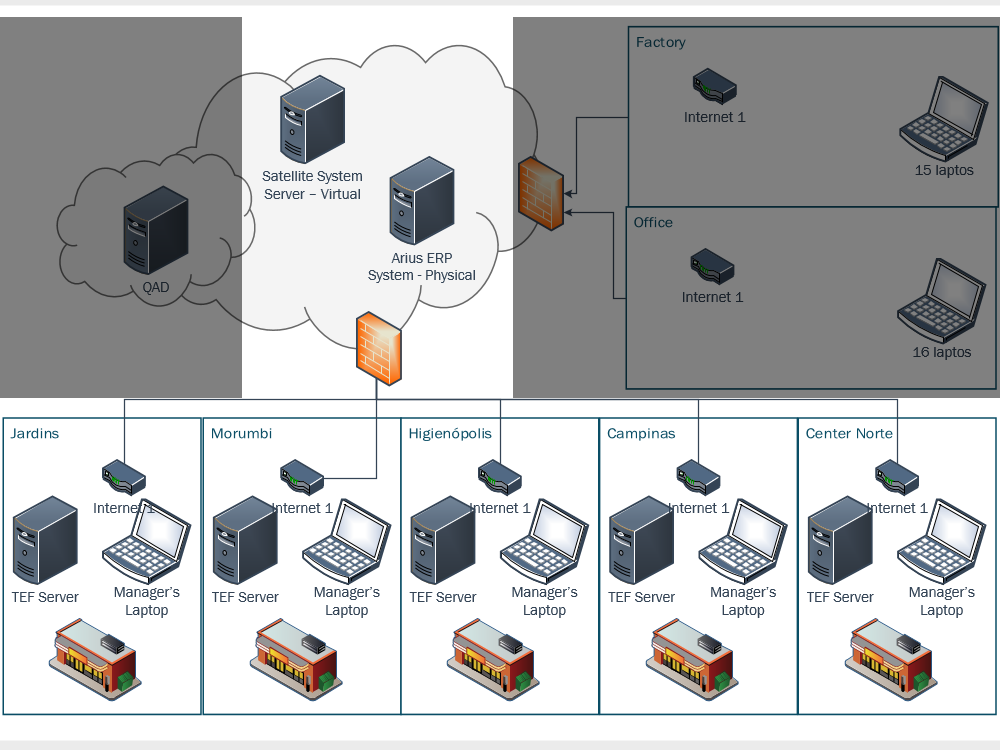 Factory
Internet 1
15 laptos
Satellite System
Server – Virtual
Arius ERP
System - Physical
QAD
Office
Internet 1
16 laptos
Jardins
Internet 1
TEF Server
Manager's
Laptop
Morumbi
Internet 1
TEF Server
Manager's
Laptop
Higienópolis
Internet 1
TEF Server
Manager's
Laptop
Campinas
Internet 1
TEF Server
Manager's
Laptop
Center Norte
Internet 1
TEF Server
Manager's
Laptop